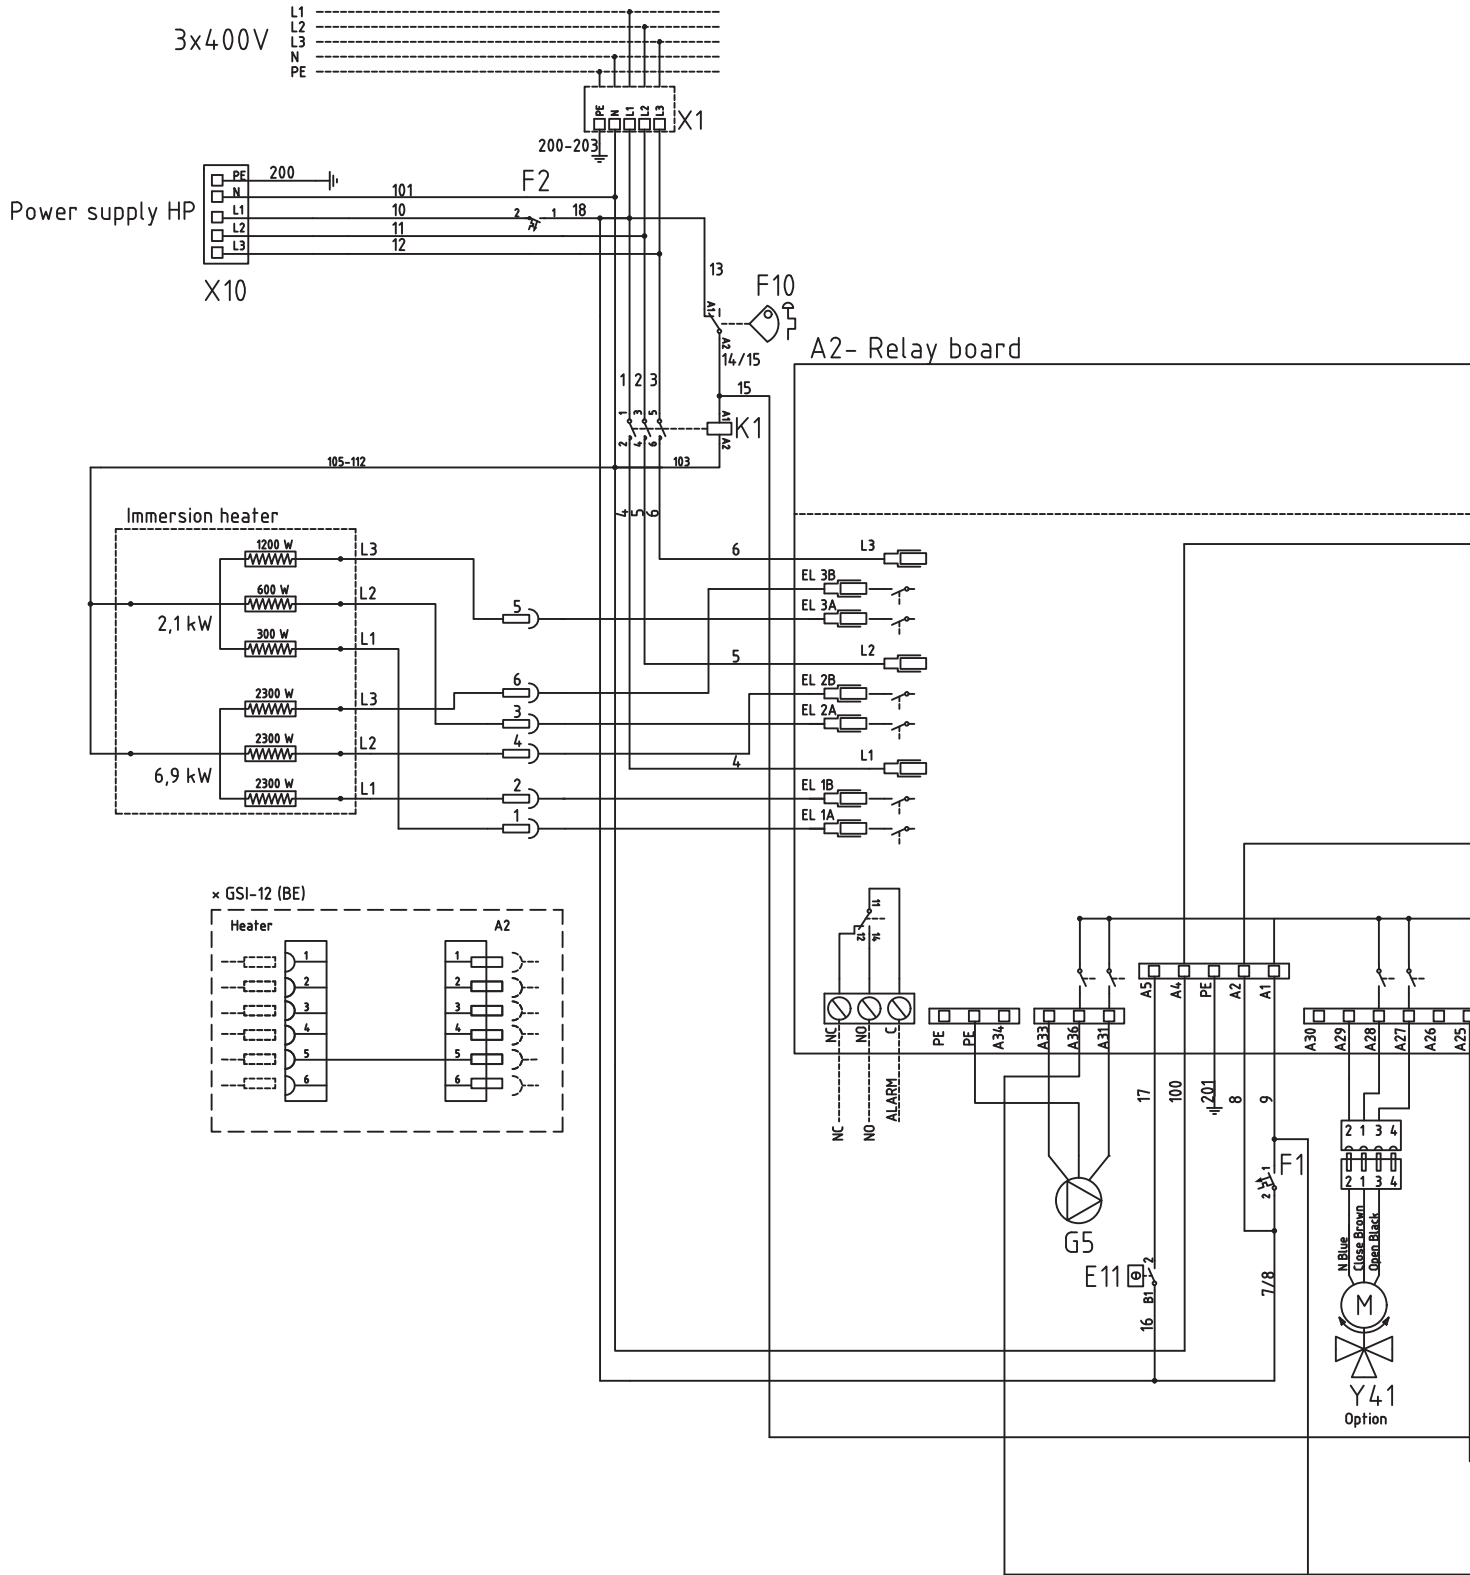 L1
L2
3x400V
L3
N
PE
PE N L1 L2 L3
X1
200-203
PE 200
N 101
F2
Power supply HP
L1 10 2 1 18
L2 11
L3 12
X10
13
F10
A1
A2
14/15
A2- Relay board
1 2 3
15
1 3 5
A1
K1
2 4 6
A2
105-112
103
4 5 6
Immersion heater
1200 W
L3
6
L3
600 W
L2
EL 3B
5
EL 3A
2,1 kW
300 W
L1
5
L2
6
EL 2B
2300 W
L3
3
EL 2A
2300 W
L2
4
4
L1
6,9 kW
2300 W
L1
2
EL 1B
1
EL 1A
× GSI-12 (BE)
Heater
A2
1 1
2 2
3 3
4 4
5 5
6 6
11
12 14
NC NO C
PE PE A34
A33 A36 A31
A5 A4 PE A2 A1
A30 A29 A28 A27 A26 A25
NC NO ALARM
17 100 201 8 9
2 1 3 4
2 1 3 4
1
F1
2
G5
N Blue
Close Brown
Open Black
2
E11
B1
16
7/8
M
Y41
Option